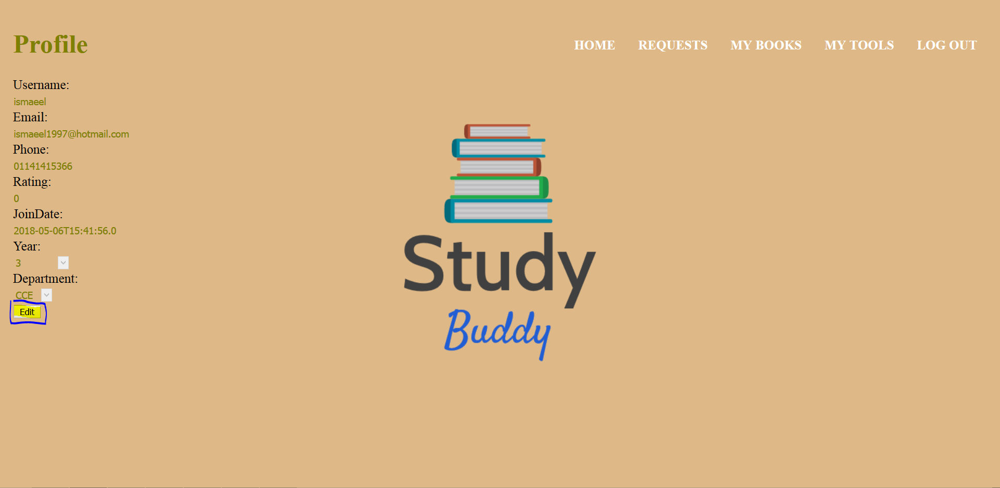 Profile
HOME REQUESTS MY BOOKS MY TOOLS LOG OUT
Username:
ismaeel
Email:
ismaeel1997@hotmail.com
Phone:
01141415366
Rating:
0
JoinDate:
2018-05-06T15:41:56.0
Year:
3
Department:
CCE
Edit
Study
Buddy